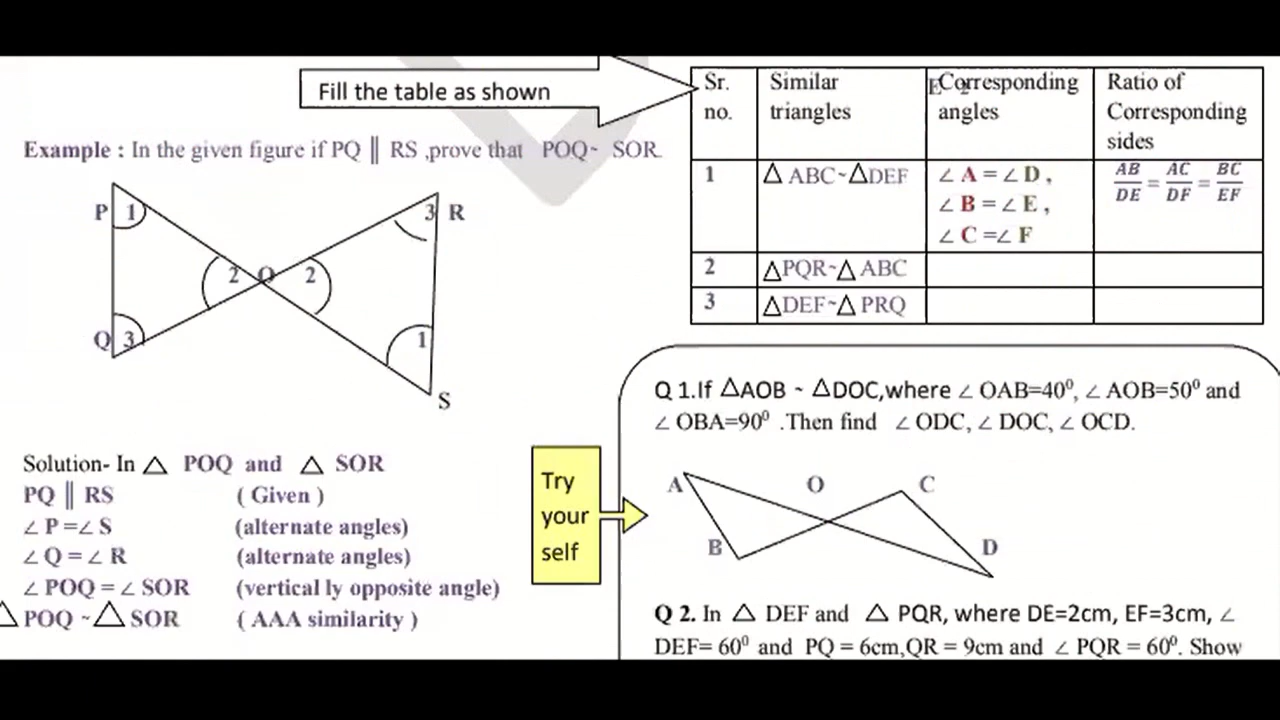 Fill the table as shown
Example : In the given figure if PQ ∥ RS ,prove that POQ~ SOR.
P 1
3 R
2 O 2
Q 3
1
S
Solution- In △ POQ and △ SOR
PQ ∥ RS ( Given )
∠ P =∠ S (alternate angles)
∠ Q = ∠ R (alternate angles)
∠ POQ = ∠ SOR (vertical ly opposite angle)
△ POQ ~ △ SOR ( AAA similarity )
Sr. no. Similar triangles Corresponding angles Ratio of Corresponding sides
1 △ ABC~△DEF ∠ A = ∠ D , ∠ B = ∠ E , ∠ C =∠ F AB/DE = AC/DF = BC/EF
2 △PQR~△ ABC
3 △DEF~△ PRQ
Try
your
self
Q 1.If △AOB ~ △DOC,where ∠ OAB=40⁰, ∠ AOB=50⁰ and
∠ OBA=90⁰ .Then find ∠ ODC, ∠ DOC, ∠ OCD.
A O C
B D
Q 2. In △ DEF and △ PQR, where DE=2cm, EF=3cm, ∠
DEF= 60⁰ and PQ = 6cm,QR = 9cm and ∠ PQR = 60⁰. Show